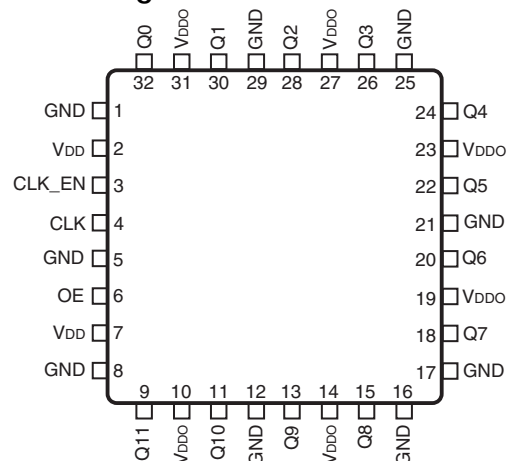 Q0 VDDO Q1 GND Q2 VDDO Q3 GND
32 31 30 29 28 27 26 25
GND 1 24 Q4
VDD 2 23 VDDO
CLK_EN 3 22 Q5
CLK 4 21 GND
GND 5 20 Q6
OE 6 19 VDDO
VDD 7 18 Q7
GND 8 17 GND
9 10 11 12 13 14 15 16
Q11 VDDO Q10 GND Q9 VDDO Q8 GND